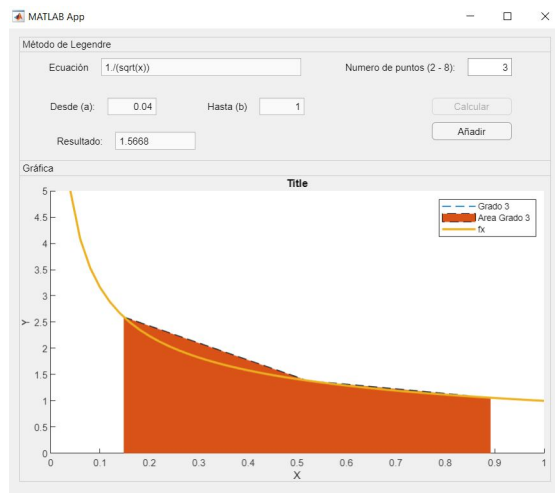 MATLAB App
Método de Legendre
Ecuación 1./(sqrt(x)) Numero de puntos (2 - 8): 3
Desde (a): 0.04 Hasta (b) 1 Calcular
Resultado: 1.5668 Añadir
Gráfica
Title
Grado 3
Area Grado 3
fx
5
4.5
4
3.5
3
2.5
2
1.5
1
0.5
0
Y
0 0.1 0.2 0.3 0.4 0.5 0.6 0.7 0.8 0.9 1
X